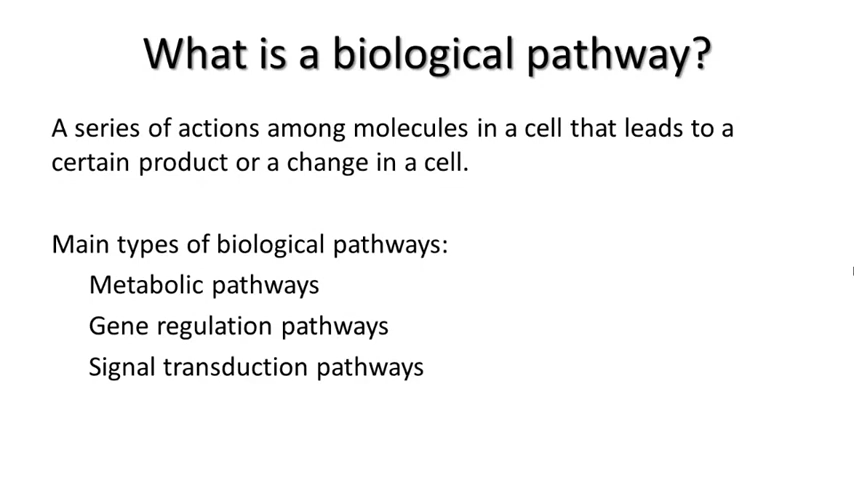 What is a biological pathway?
A series of actions among molecules in a cell that leads to a
certain product or a change in a cell.
Main types of biological pathways:
Metabolic pathways
Gene regulation pathways
Signal transduction pathways